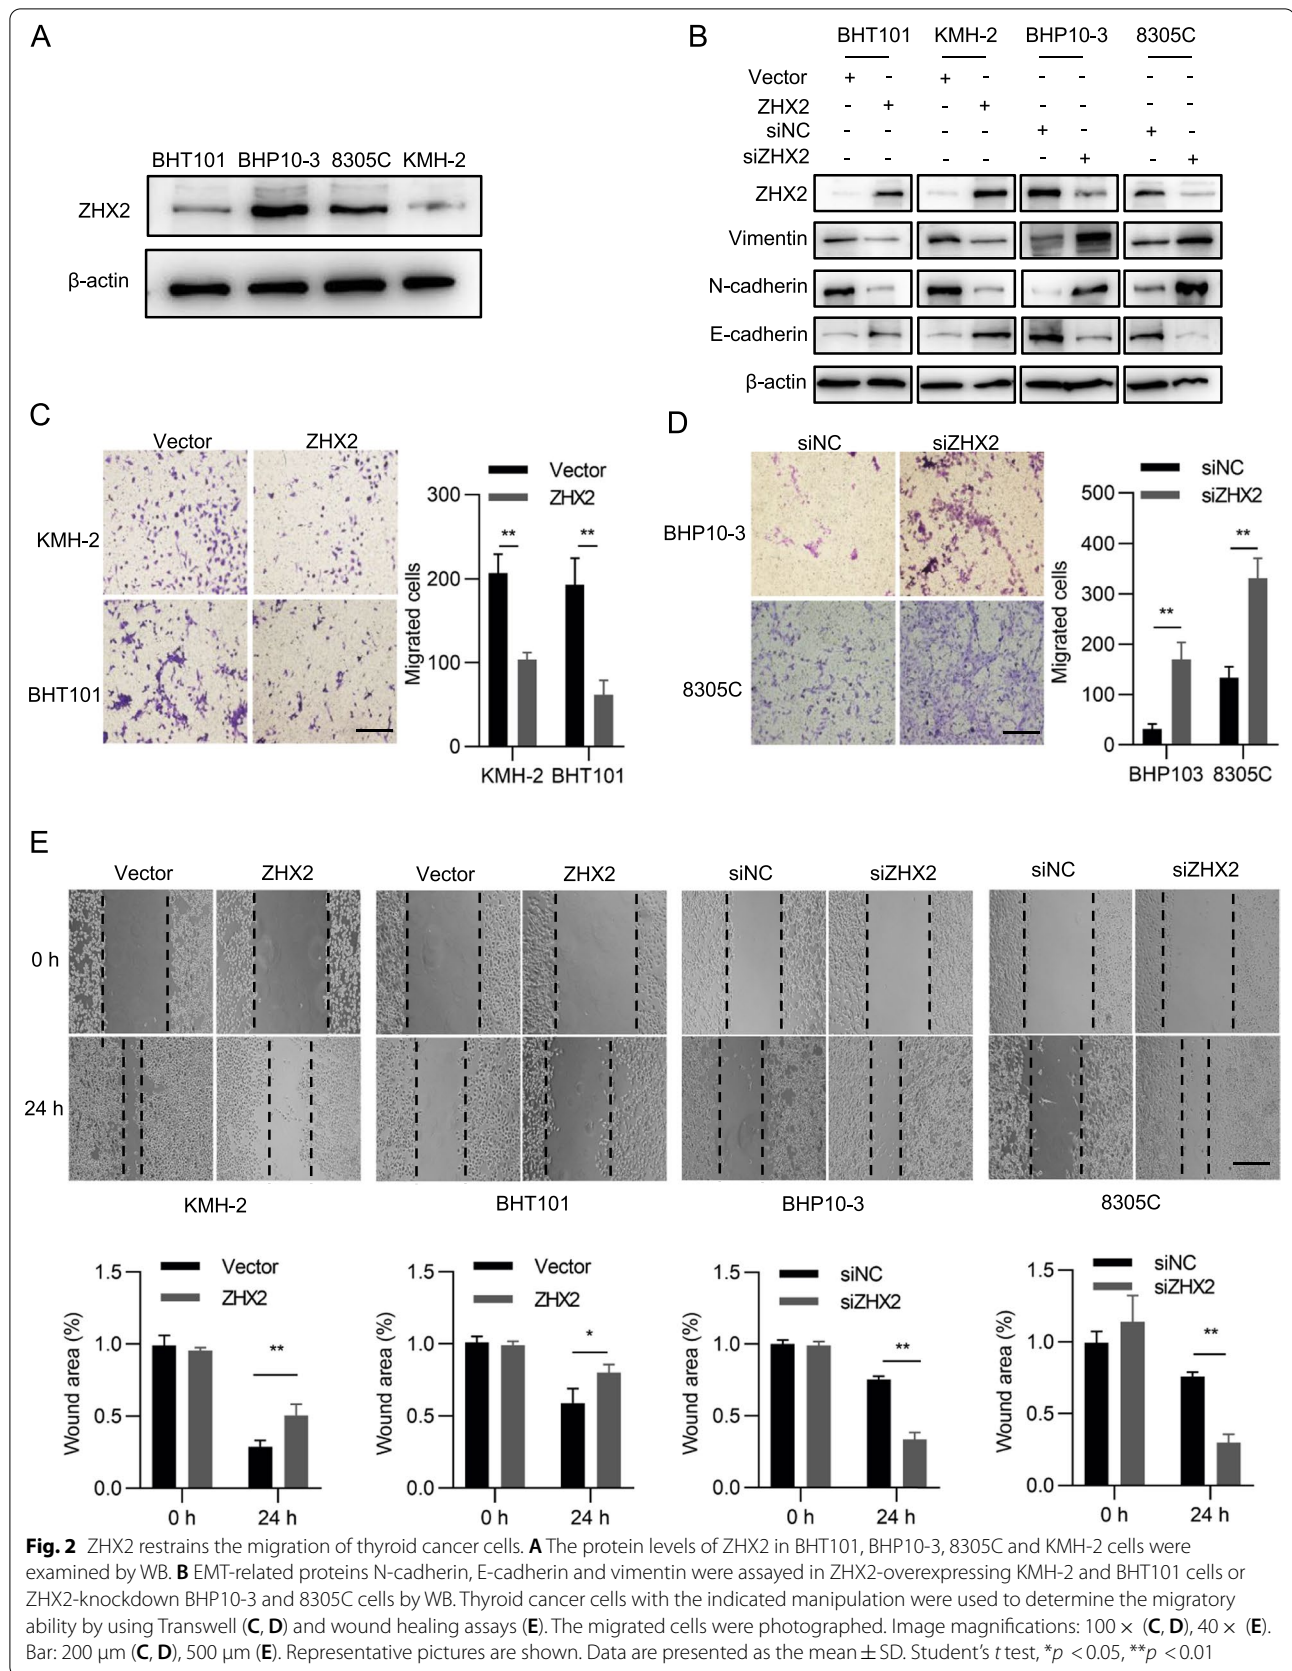 A
BHT101 BHP10-3 8305C KMH-2
ZHX2
β-actin
B
BHT101 KMH-2 BHP10-3 8305C
Vector + - + - - - - -
ZHX2 - + - + - - - -
siNC - - - - + - + -
siZHX2 - - - - - + - +
ZHX2
Vimentin
N-cadherin
E-cadherin
β-actin
C
Vector ZHX2
KMH-2
BHT101
Vector
ZHX2
Migrated cells
300
200
100
0
** **
KMH-2 BHT101
D
siNC siZHX2
BHP10-3
8305C
siNC
siZHX2
Migrated cells
500
400
300
200
100
0
** **
BHP103 8305C
E
Vector ZHX2 Vector ZHX2 siNC siZHX2 siNC siZHX2
0 h
24 h
KMH-2 BHT101 BHP10-3 8305C
Vector
ZHX2
Wound area (%)
1.5
1.0
0.5
0.0
**
0 h 24 h
Vector
ZHX2
Wound area (%)
1.5
1.0
0.5
0.0
*
0 h 24 h
siNC
siZHX2
Wound area (%)
1.5
1.0
0.5
0.0
**
0 h 24 h
siNC
siZHX2
Wound area (%)
1.5
1.0
0.5
0.0
**
0 h 24 h
Fig. 2 ZHX2 restrains the migration of thyroid cancer cells. A The protein levels of ZHX2 in BHT101, BHP10-3, 8305C and KMH-2 cells were
examined by WB. B EMT-related proteins N-cadherin, E-cadherin and vimentin were assayed in ZHX2-overexpressing KMH-2 and BHT101 cells or
ZHX2-knockdown BHP10-3 and 8305C cells by WB. Thyroid cancer cells with the indicated manipulation were used to determine the migratory
ability by using Transwell (C, D) and wound healing assays (E). The migrated cells were photographed. Image magnifications: 100 × (C, D), 40 × (E).
Bar: 200 μm (C, D), 500 μm (E). Representative pictures are shown. Data are presented as the mean ± SD. Student's t test, *p < 0.05, **p < 0.01